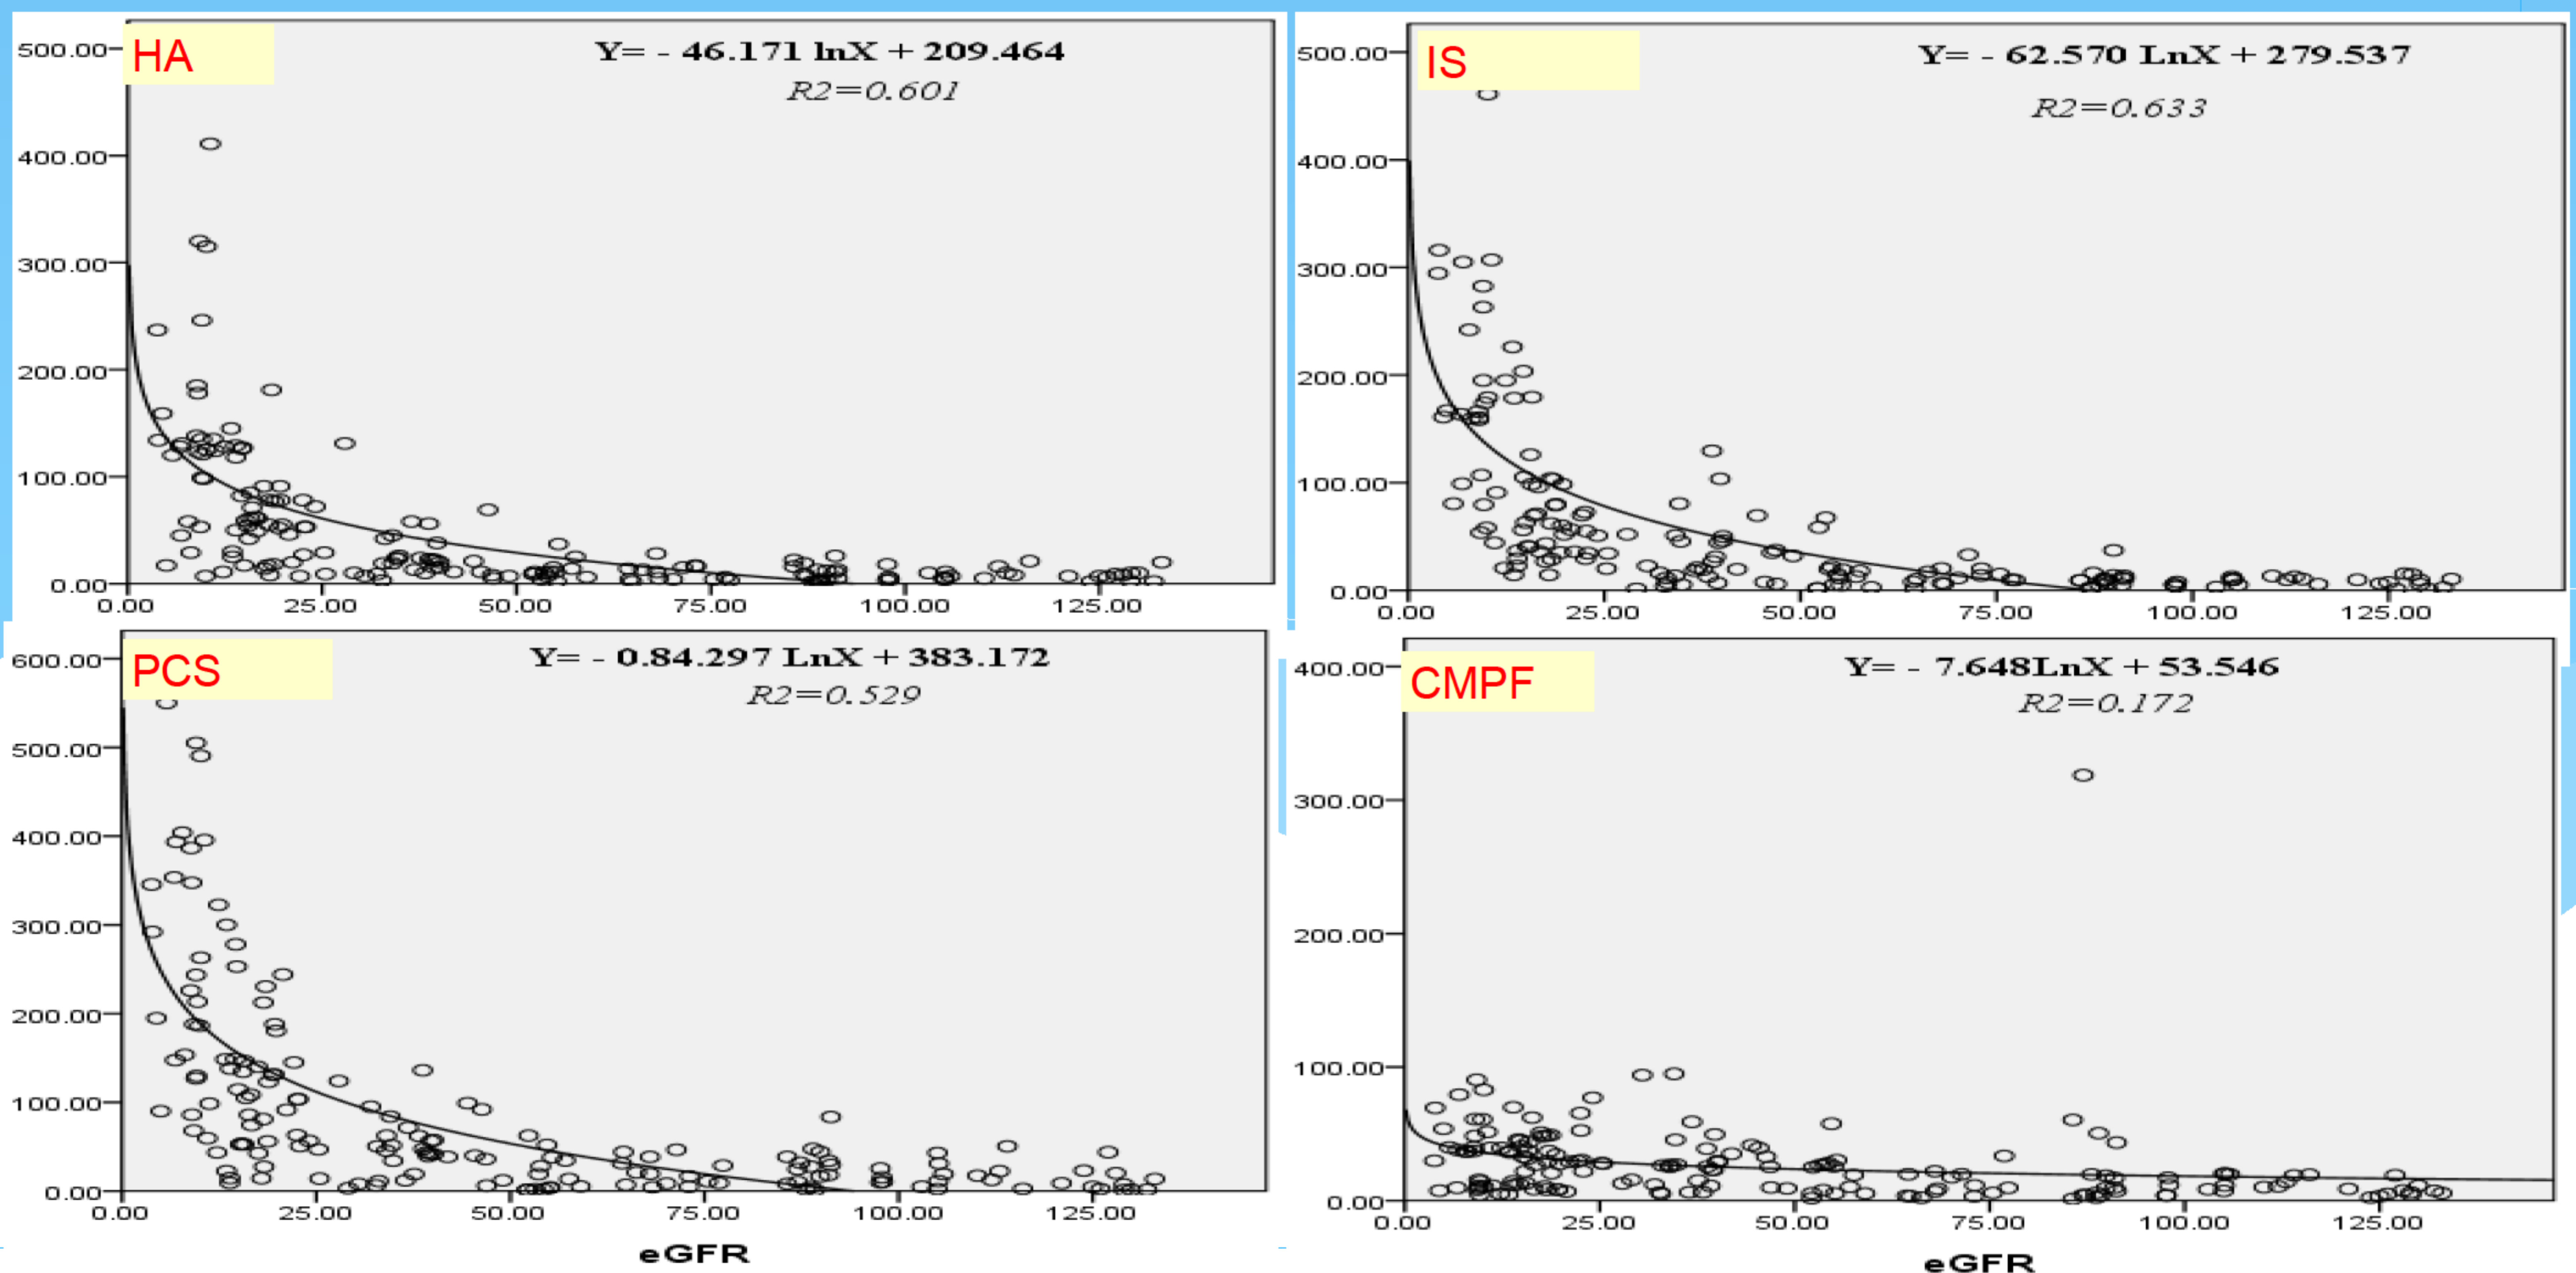 HA
Y= - 46.171 lnX + 209.464
R2=0.601
500.00
400.00
300.00
200.00
100.00
0.00
0.00 25.00 50.00 75.00 100.00 125.00
IS
Y= - 62.570 LnX + 279.537
R2=0.633
500.00
400.00
300.00
200.00
100.00
0.00
0.00 25.00 50.00 75.00 100.00 125.00
PCS
Y= - 0.84.297 LnX + 383.172
R2=0.529
600.00
500.00
400.00
300.00
200.00
100.00
0.00
0.00 25.00 50.00 75.00 100.00 125.00
eGFR
CMPF
Y= - 7.648LnX + 53.546
R2=0.172
400.00
300.00
200.00
100.00
0.00
0.00 25.00 50.00 75.00 100.00 125.00
eGFR